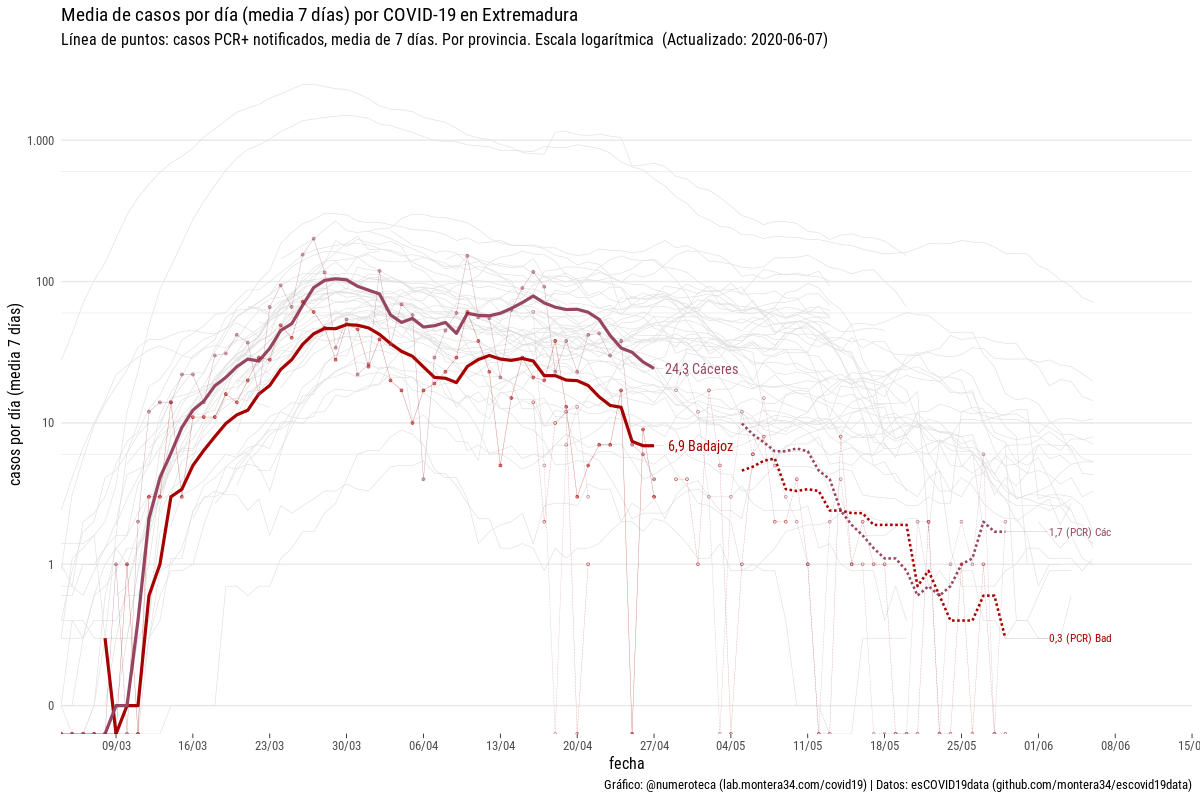 Media de casos por día (media 7 días) por COVID-19 en Extremadura
Línea de puntos: casos PCR+ notificados, media de 7 días. Por provincia. Escala logarítmica  (Actualizado: 2020-06-07)
casos por día (media 7 días)
1.000
100
10
1
0
24,3 Cáceres
6,9 Badajoz
1,7 (PCR) Các
0,3 (PCR) Bad
09/03 16/03 23/03 30/03 06/04 13/04 20/04 27/04 04/05 11/05 18/05 25/05 01/06 08/06 15/0
fecha
Gráfico: @numeroteca (lab.montera34.com/covid19) | Datos: esCOVID19data (github.com/montera34/escovid19data)